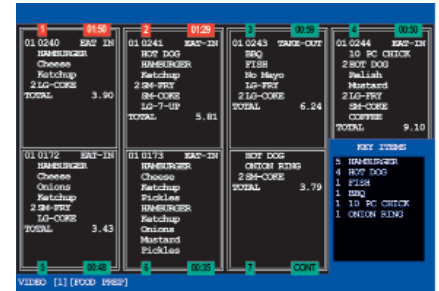 1 01:50
01 0240 EAT IN
HAMBURGER
Cheese
Ketchup
2 LG-COKE
TOTAL 3.90
2 01:29
01 0241 EAT-IN
HOT DOG
HAMBURGER
Ketchup
2 SM-FRY
SM-COKE
LG-7-UP
TOTAL 5.81
3 00:59
01 0243 TAKE-OUT
BBQ
FISH
No Mayo
LG-FRY
2 LG-COKE
TOTAL 6.24
4 00:50
01 0244 EAT-IN
10 PC CHICK
2 HOT DOG
Relish
Mustard
2 LG-FRY
SM-COKE
COFFEE
TOTAL 9.10
01 0172 EAT-IN
HAMBURGER
Cheese
Onions
Ketchup
2 SM-FRY
LG-COKE
TOTAL 3.43
5 00:48
01 0173 EAT-IN
HAMBURGER
Cheese
Ketchup
Pickles
HAMBURGER
Ketchup
Onions
Mustard
Pickles
6 00:35
HOT DOG
ONION RING
2 SM-COKE
TOTAL 3.79
7 CONT
KEY ITEMS
5 HAMBURGER
4 HOT DOG
1 FISH
1 BBQ
1 10 PC CHICK
1 ONION RING
VIDEO [1] [FOOD PREP]